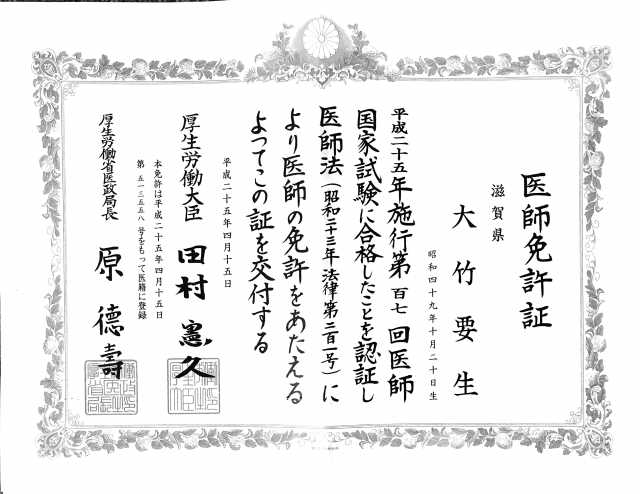 医師免許証
滋賀県
大竹要生
昭和四十九年十月二十日生
平成二十五年施行第百七回医師
国家試験に合格したことを認証し
医師法(昭和二十三年法律第二百一号)に
より医師の免許をあたえる
よってこの証を交付する
平成二十五年四月十五日
厚生労働大臣 田村憲久
本免許は平成二十五年四月十五日
第五一三五五八号をもって医籍に登録
厚生労働省医政局長 原德壽